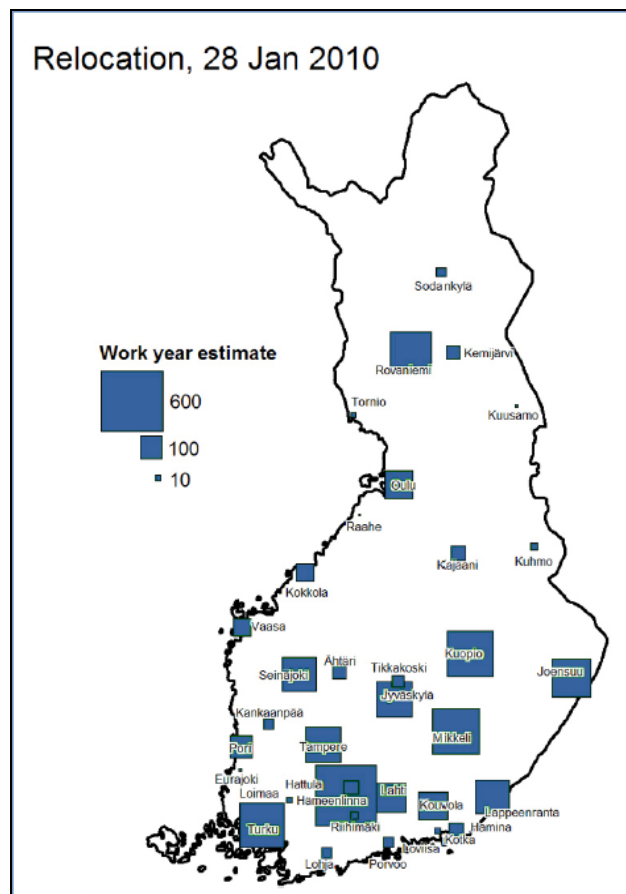 Relocation, 28 Jan 2010
Sodankylä
Work year estimate
600
100
10
Rovaniemi
Kemijärvi
Tornio
Kuusamo
Oulu
Raahe
Kajaani
Kuhmo
Kokkola
Vaasa
Kuopio
Ähtäri
Tikkakoski
Seinäjoki
Joensuu
Jyväskylä
Kankaanpää
Mikkeli
Pori
Tampere
Eurajoki
Loimaa
Hattula
Hämeenlinna
Lahti
Kouvola
Lappeenranta
Turku
Riihimäki
Hamina
Kotka
Loviisa
Lohja
Porvoo